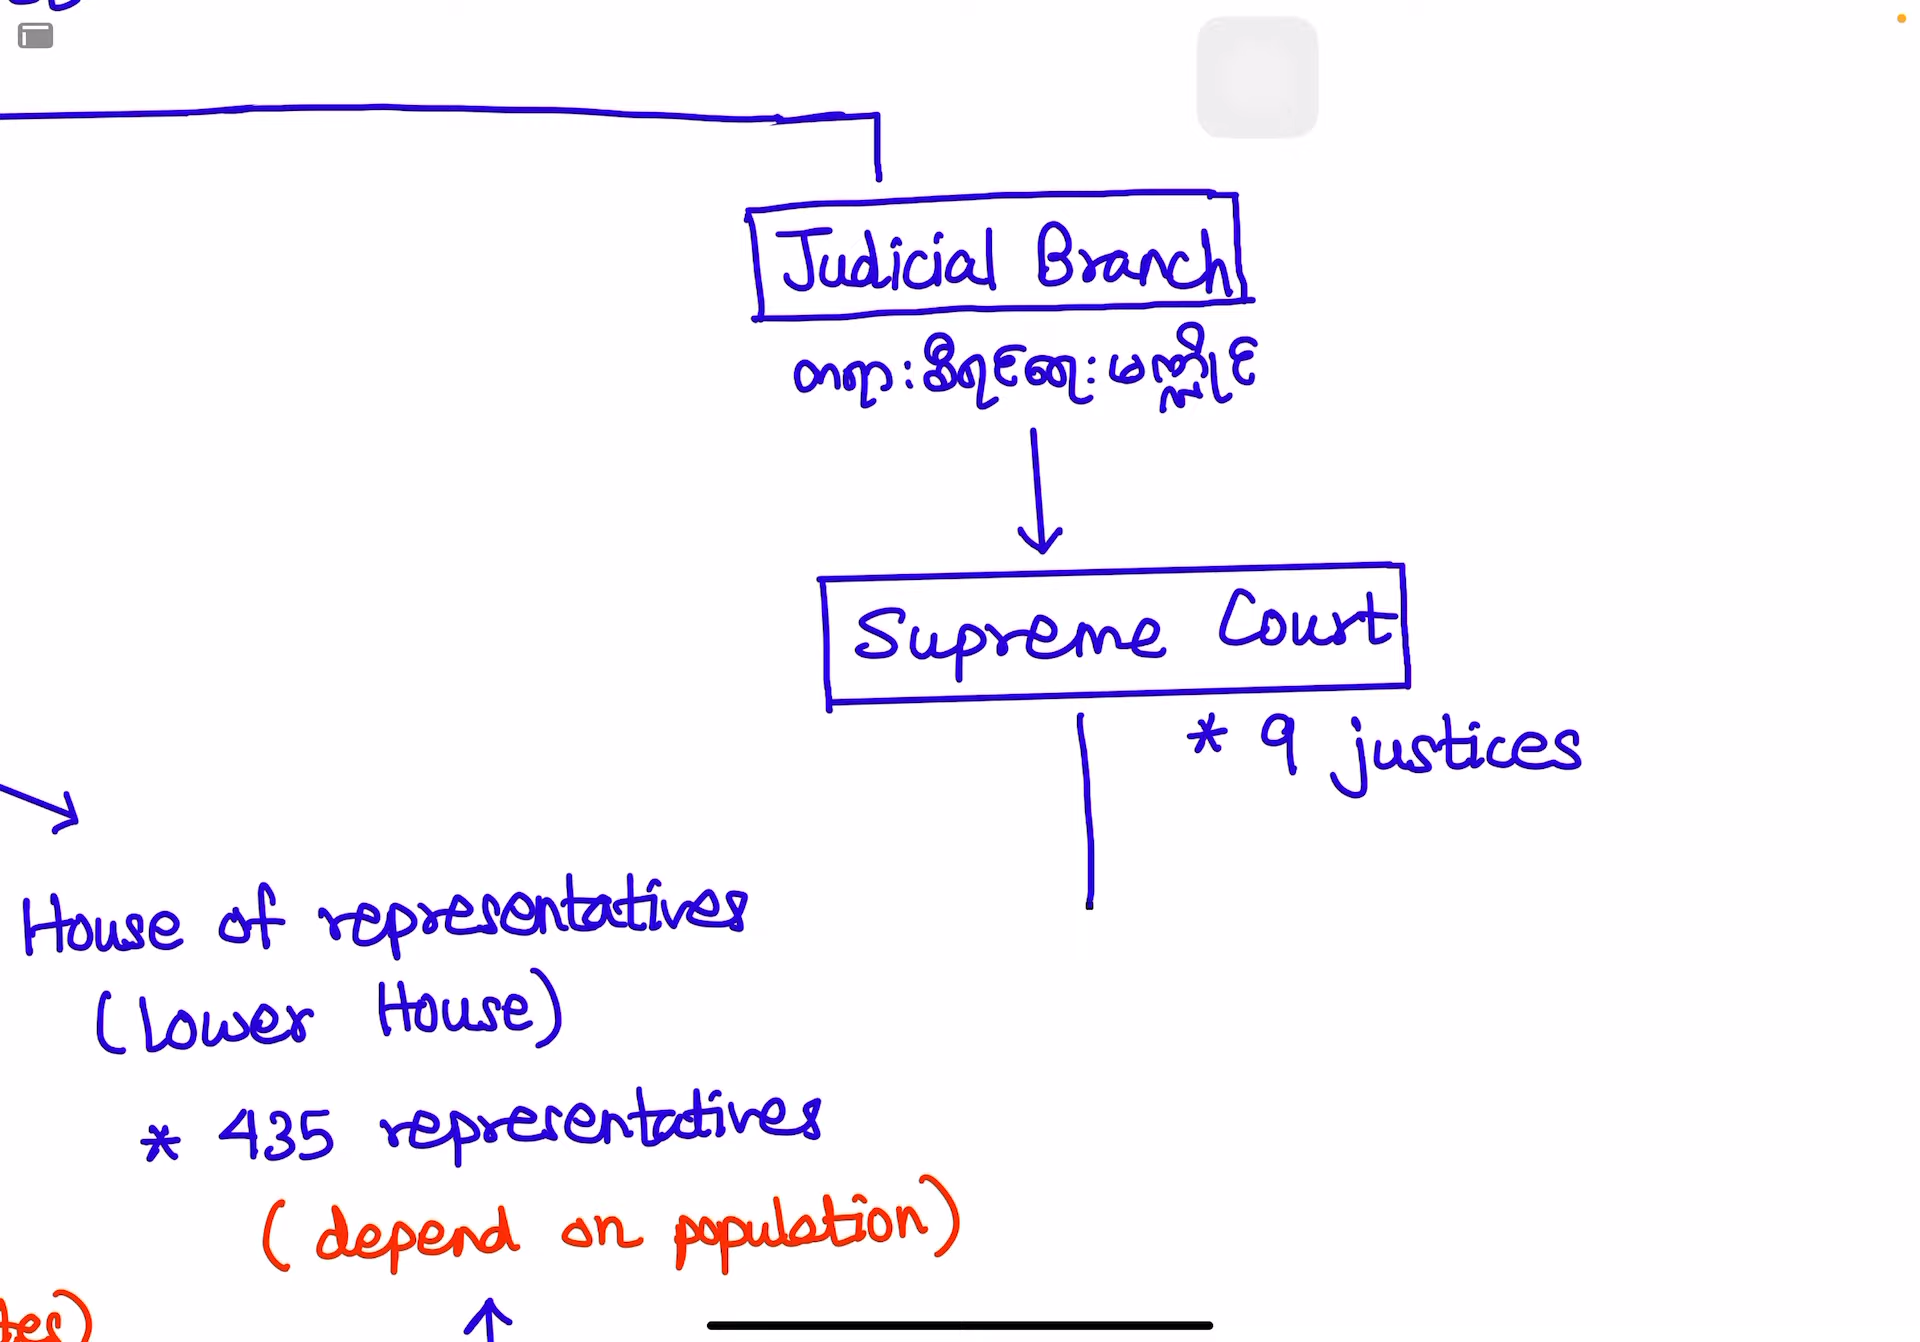 Judicial Branch
တရားစီရင်ရေးမဏ္ဍိုင်
Supreme Court
* 9 justices
House of representatives
(lower House)
* 435 representatives
(depend on population)